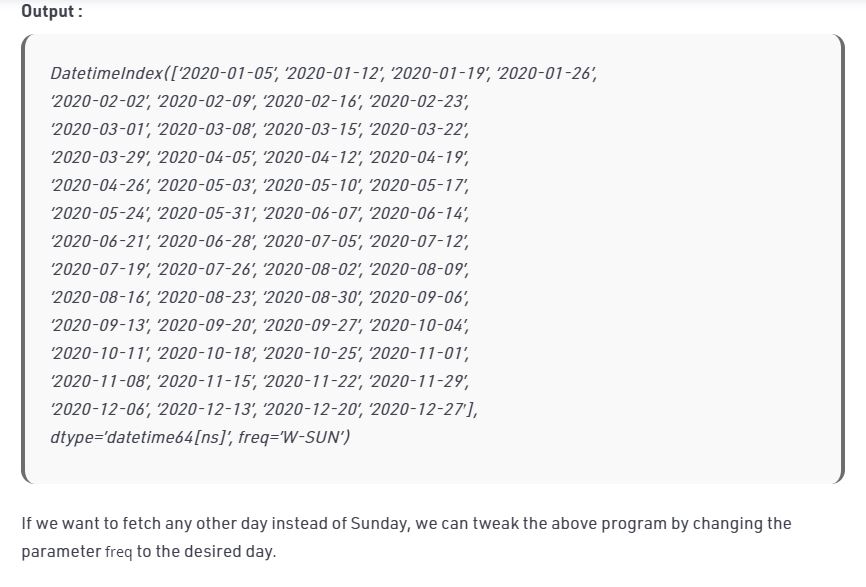 Output :
DatetimeIndex([‘2020-01-05′, ‘2020-01-12′, ‘2020-01-19′, ‘2020-01-26′,
‘2020-02-02′, ‘2020-02-09′, ‘2020-02-16′, ‘2020-02-23′,
‘2020-03-01′, ‘2020-03-08′, ‘2020-03-15′, ‘2020-03-22′,
‘2020-03-29′, ‘2020-04-05′, ‘2020-04-12′, ‘2020-04-19′,
‘2020-04-26′, ‘2020-05-03′, ‘2020-05-10′, ‘2020-05-17′,
‘2020-05-24′, ‘2020-05-31′, ‘2020-06-07′, ‘2020-06-14′,
‘2020-06-21′, ‘2020-06-28′, ‘2020-07-05′, ‘2020-07-12′,
‘2020-07-19′, ‘2020-07-26′, ‘2020-08-02′, ‘2020-08-09′,
‘2020-08-16′, ‘2020-08-23′, ‘2020-08-30′, ‘2020-09-06′,
‘2020-09-13′, ‘2020-09-20′, ‘2020-09-27′, ‘2020-10-04′,
‘2020-10-11′, ‘2020-10-18′, ‘2020-10-25′, ‘2020-11-01′,
‘2020-11-08′, ‘2020-11-15′, ‘2020-11-22′, ‘2020-11-29′,
‘2020-12-06′, ‘2020-12-13′, ‘2020-12-20′, ‘2020-12-27’],
dtype=’datetime64[ns]’, freq=’W-SUN’)
If we want to fetch any other day instead of Sunday, we can tweak the above program by changing the
parameter freq to the desired day.